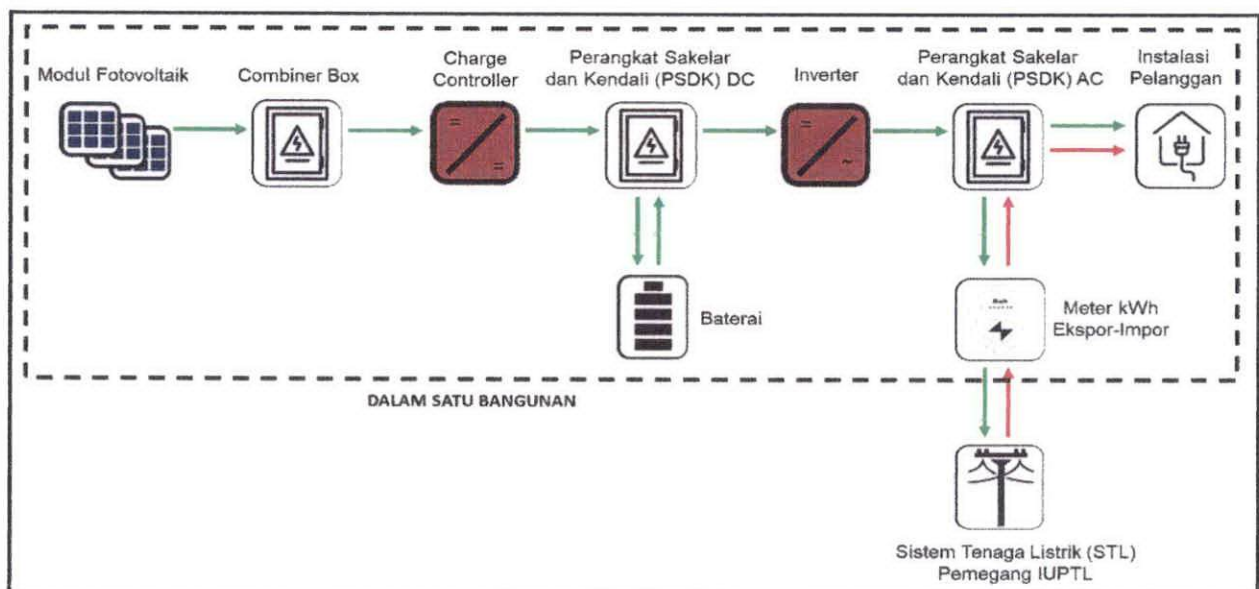 Modul Fotovoltaik
Combiner Box
Charge
Controller
Perangkat Sakelar
dan Kendali (PSDK) DC
Inverter
Perangkat Sakelar
dan Kendali (PSDK) AC
Instalasi
Pelanggan
Baterai
Meter kWh
Ekspor-Impor
DALAM SATU BANGUNAN
Sistem Tenaga Listrik (STL)
Pemegang IUPTL